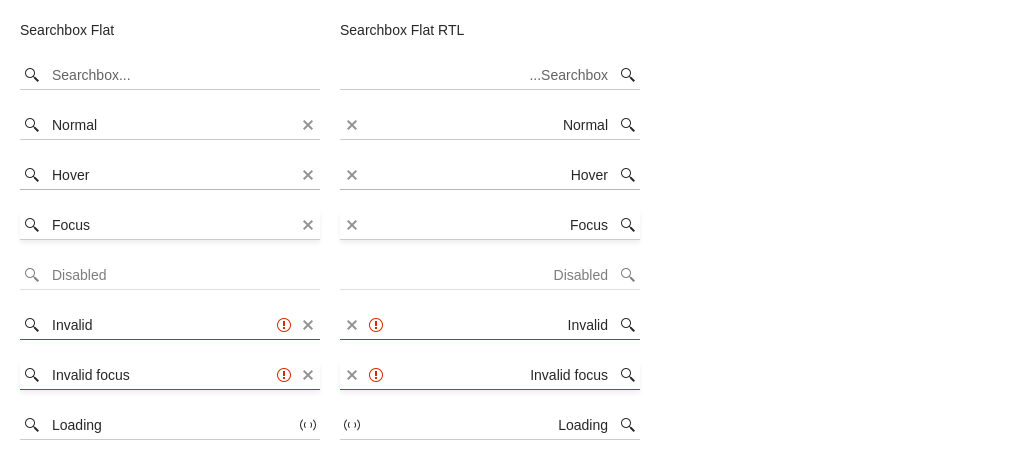 Searchbox Flat
Searchbox...
Normal
Hover
Focus
Disabled
Invalid
Invalid focus
Loading
Searchbox Flat RTL
...Searchbox
Normal
Hover
Focus
Disabled
Invalid
Invalid focus
Loading